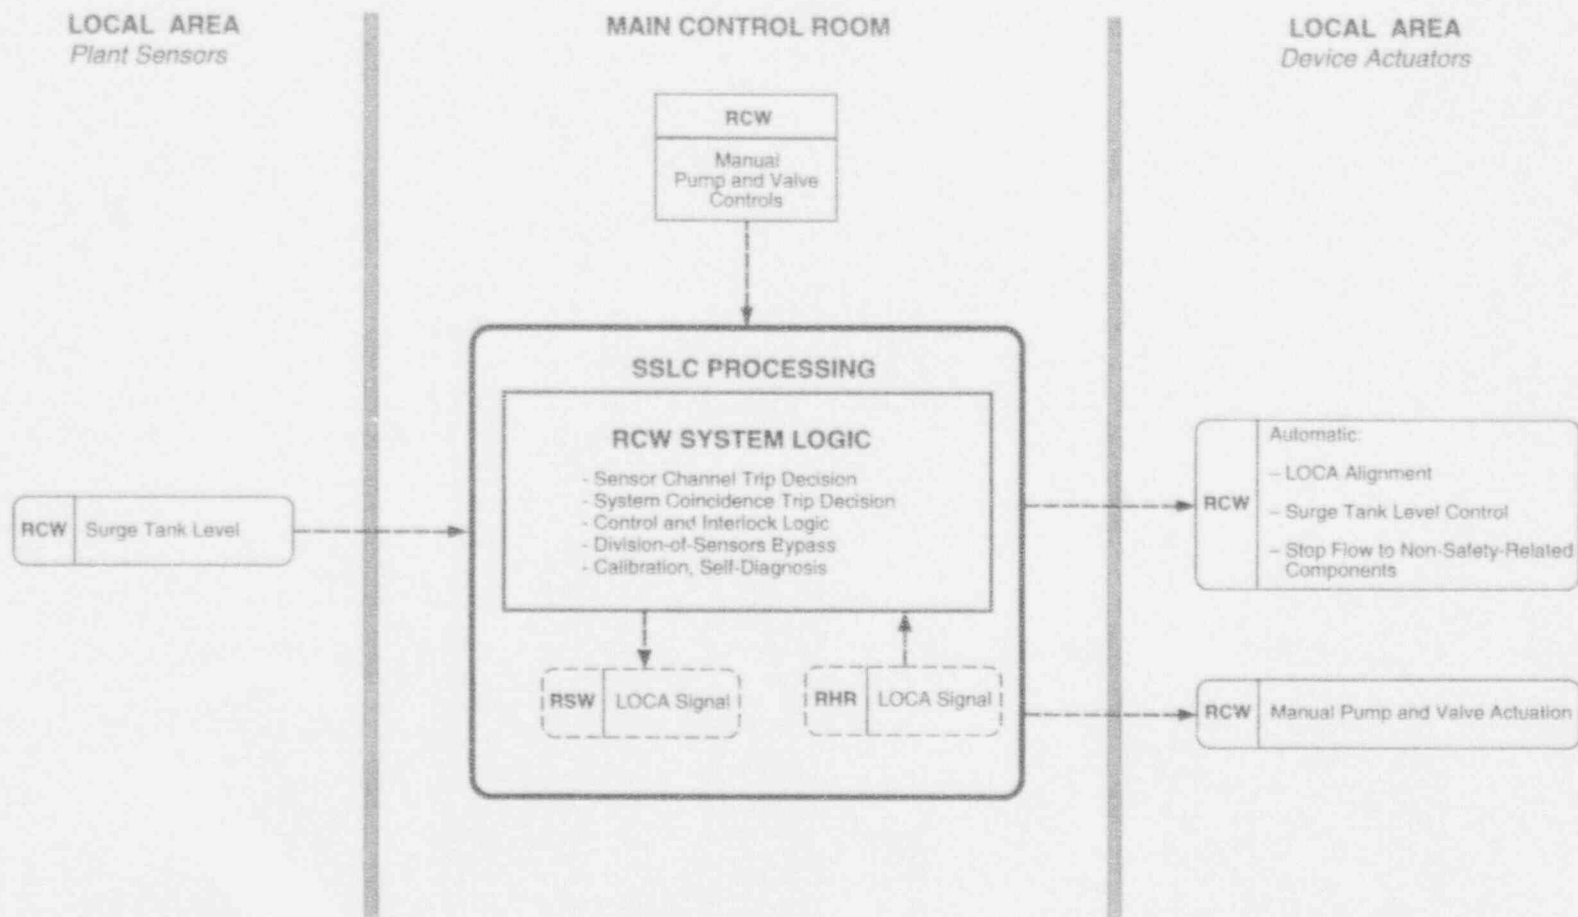 LOCAL AREA
Plant Sensors
MAIN CONTROL ROOM
LOCAL AREA
Device Actuators
RCW
Manual
Pump and Valve
Controls
SSLC PROCESSING
RCW SYSTEM LOGIC
- Sensor Channel Trip Decision
- System Coincidence Trip Decision
- Control and Interlock Logic
- Division-of-Sensors Bypass
- Calibration, Self-Diagnosis
RCW Surge Tank Level
RSW LOCA Signal
RHR LOCA Signal
RCW
Automatic:
– LOCA Alignment
– Surge Tank Level Control
– Stop Flow to Non-Safety-Related
Components
RCW Manual Pump and Valve Actuation